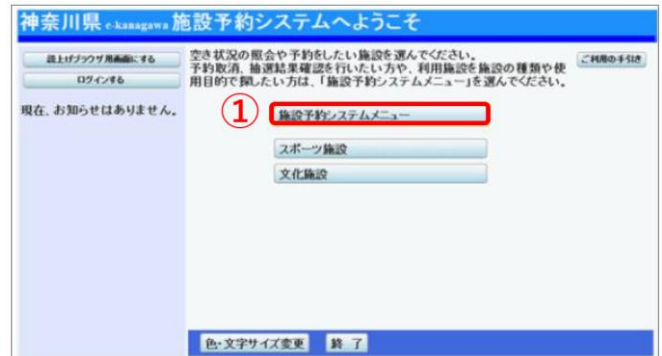 神奈川県 e-kanagawa 施設予約システムへようこそ
読上げブラウザ用画面にする
ログインする
現在、お知らせはありません。
空き状況の照会や予約をしたい施設を選んでください。
予約取消、抽選結果確認を行いたい方や、利用施設を施設の種類や使
用目的で探したい方は、「施設予約システムメニュー」を選んでください。
ご利用の手引き
① 施設予約システムメニュー
スポーツ施設
文化施設
色・文字サイズ変更 終 了